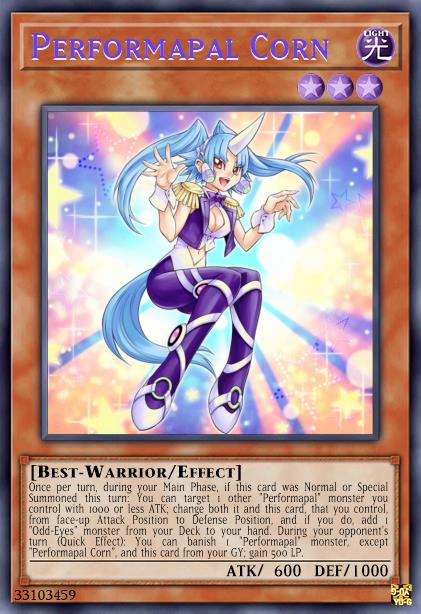 Performapal Corn
LIGHT
光
[Best-Warrior/Effect]
Once per turn, during your Main Phase, if this card was Normal or Special
Summoned this turn: You can target 1 other "Performapal" monster you
control with 1000 or less ATK; change both it and this card, that you control,
from face-up Attack Position to Defense Position, and if you do, add 1
"Odd-Eyes" monster from your Deck to your hand. During your opponent's
turn (Quick Effect): You can banish 1 "Performapal" monster, except
"Performapal Corn", and this card from your GY; gain 500 LP.
ATK/ 600 DEF/1000
33103459